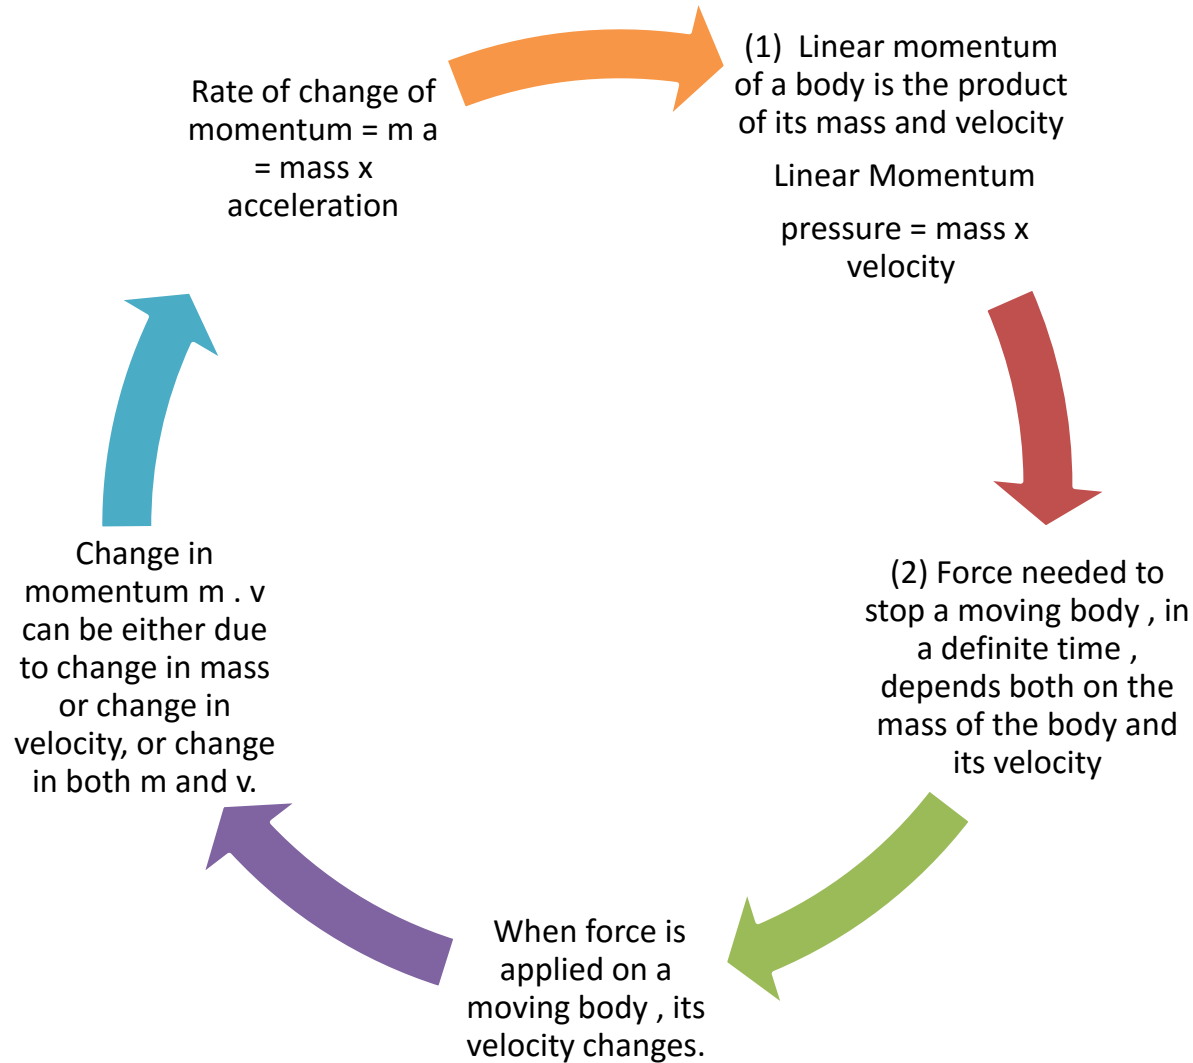 (1)  Linear momentum
of a body is the product
of its mass and velocity
Linear Momentum
pressure = mass x
velocity
(2) Force needed to
stop a moving body , in
a definite time ,
depends both on the
mass of the body and
its velocity
When force is
applied on a
moving body , its
velocity changes.
Change in
momentum m . v
can be either due
to change in mass
or change in
velocity, or change
in both m and v.
Rate of change of
momentum = m a
= mass x
acceleration